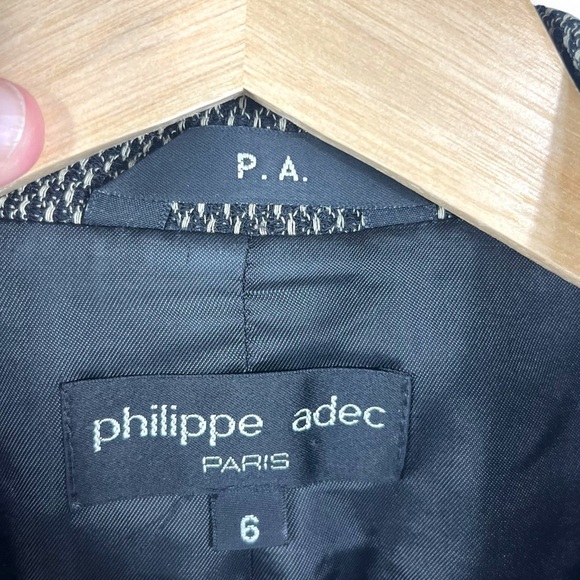 P. A.
philippe adec
PARIS
6